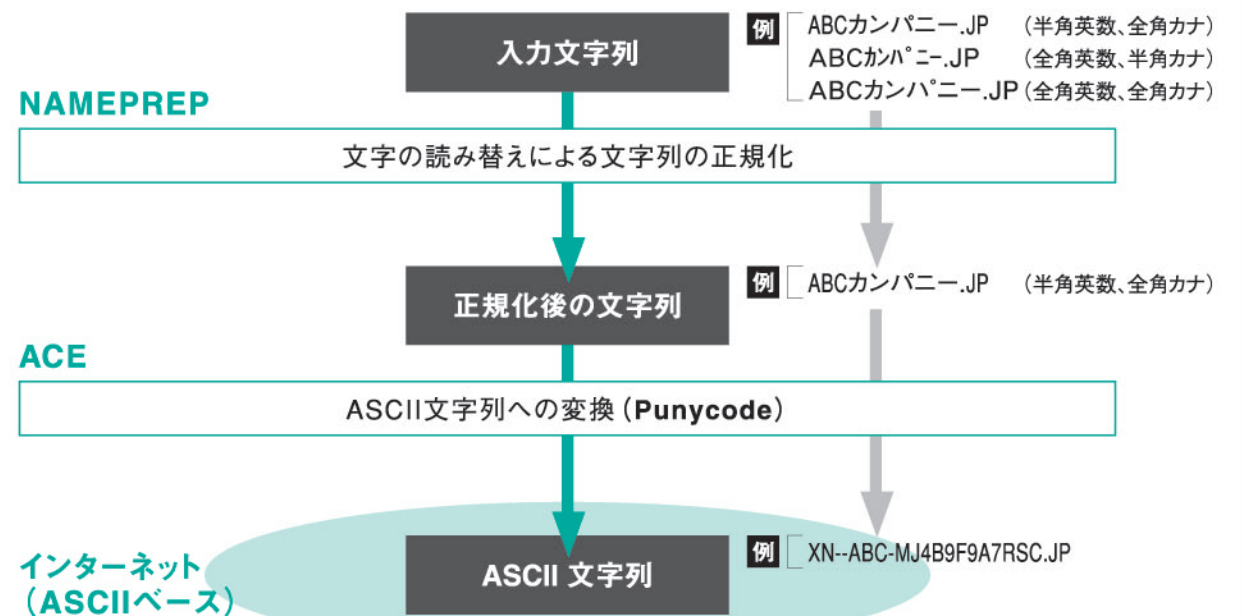 入力文字列
例 ABCカンパニー.JP (半角英数、全角カナ)
ABCカンパニー.JP (全角英数、半角カナ)
ABCカンハ゜ニー.JP (全角英数、全角カナ)
NAMEPREP
文字の読み替えによる文字列の正規化
正規化後の文字列
例 ABCカンパニー.JP (半角英数、全角カナ)
ACE
ASCII文字列への変換(Punycode)
インターネット
(ASCIIベース)
ASCII 文字列
例 XN--ABC-MJ4B9F9A7RSC.JP